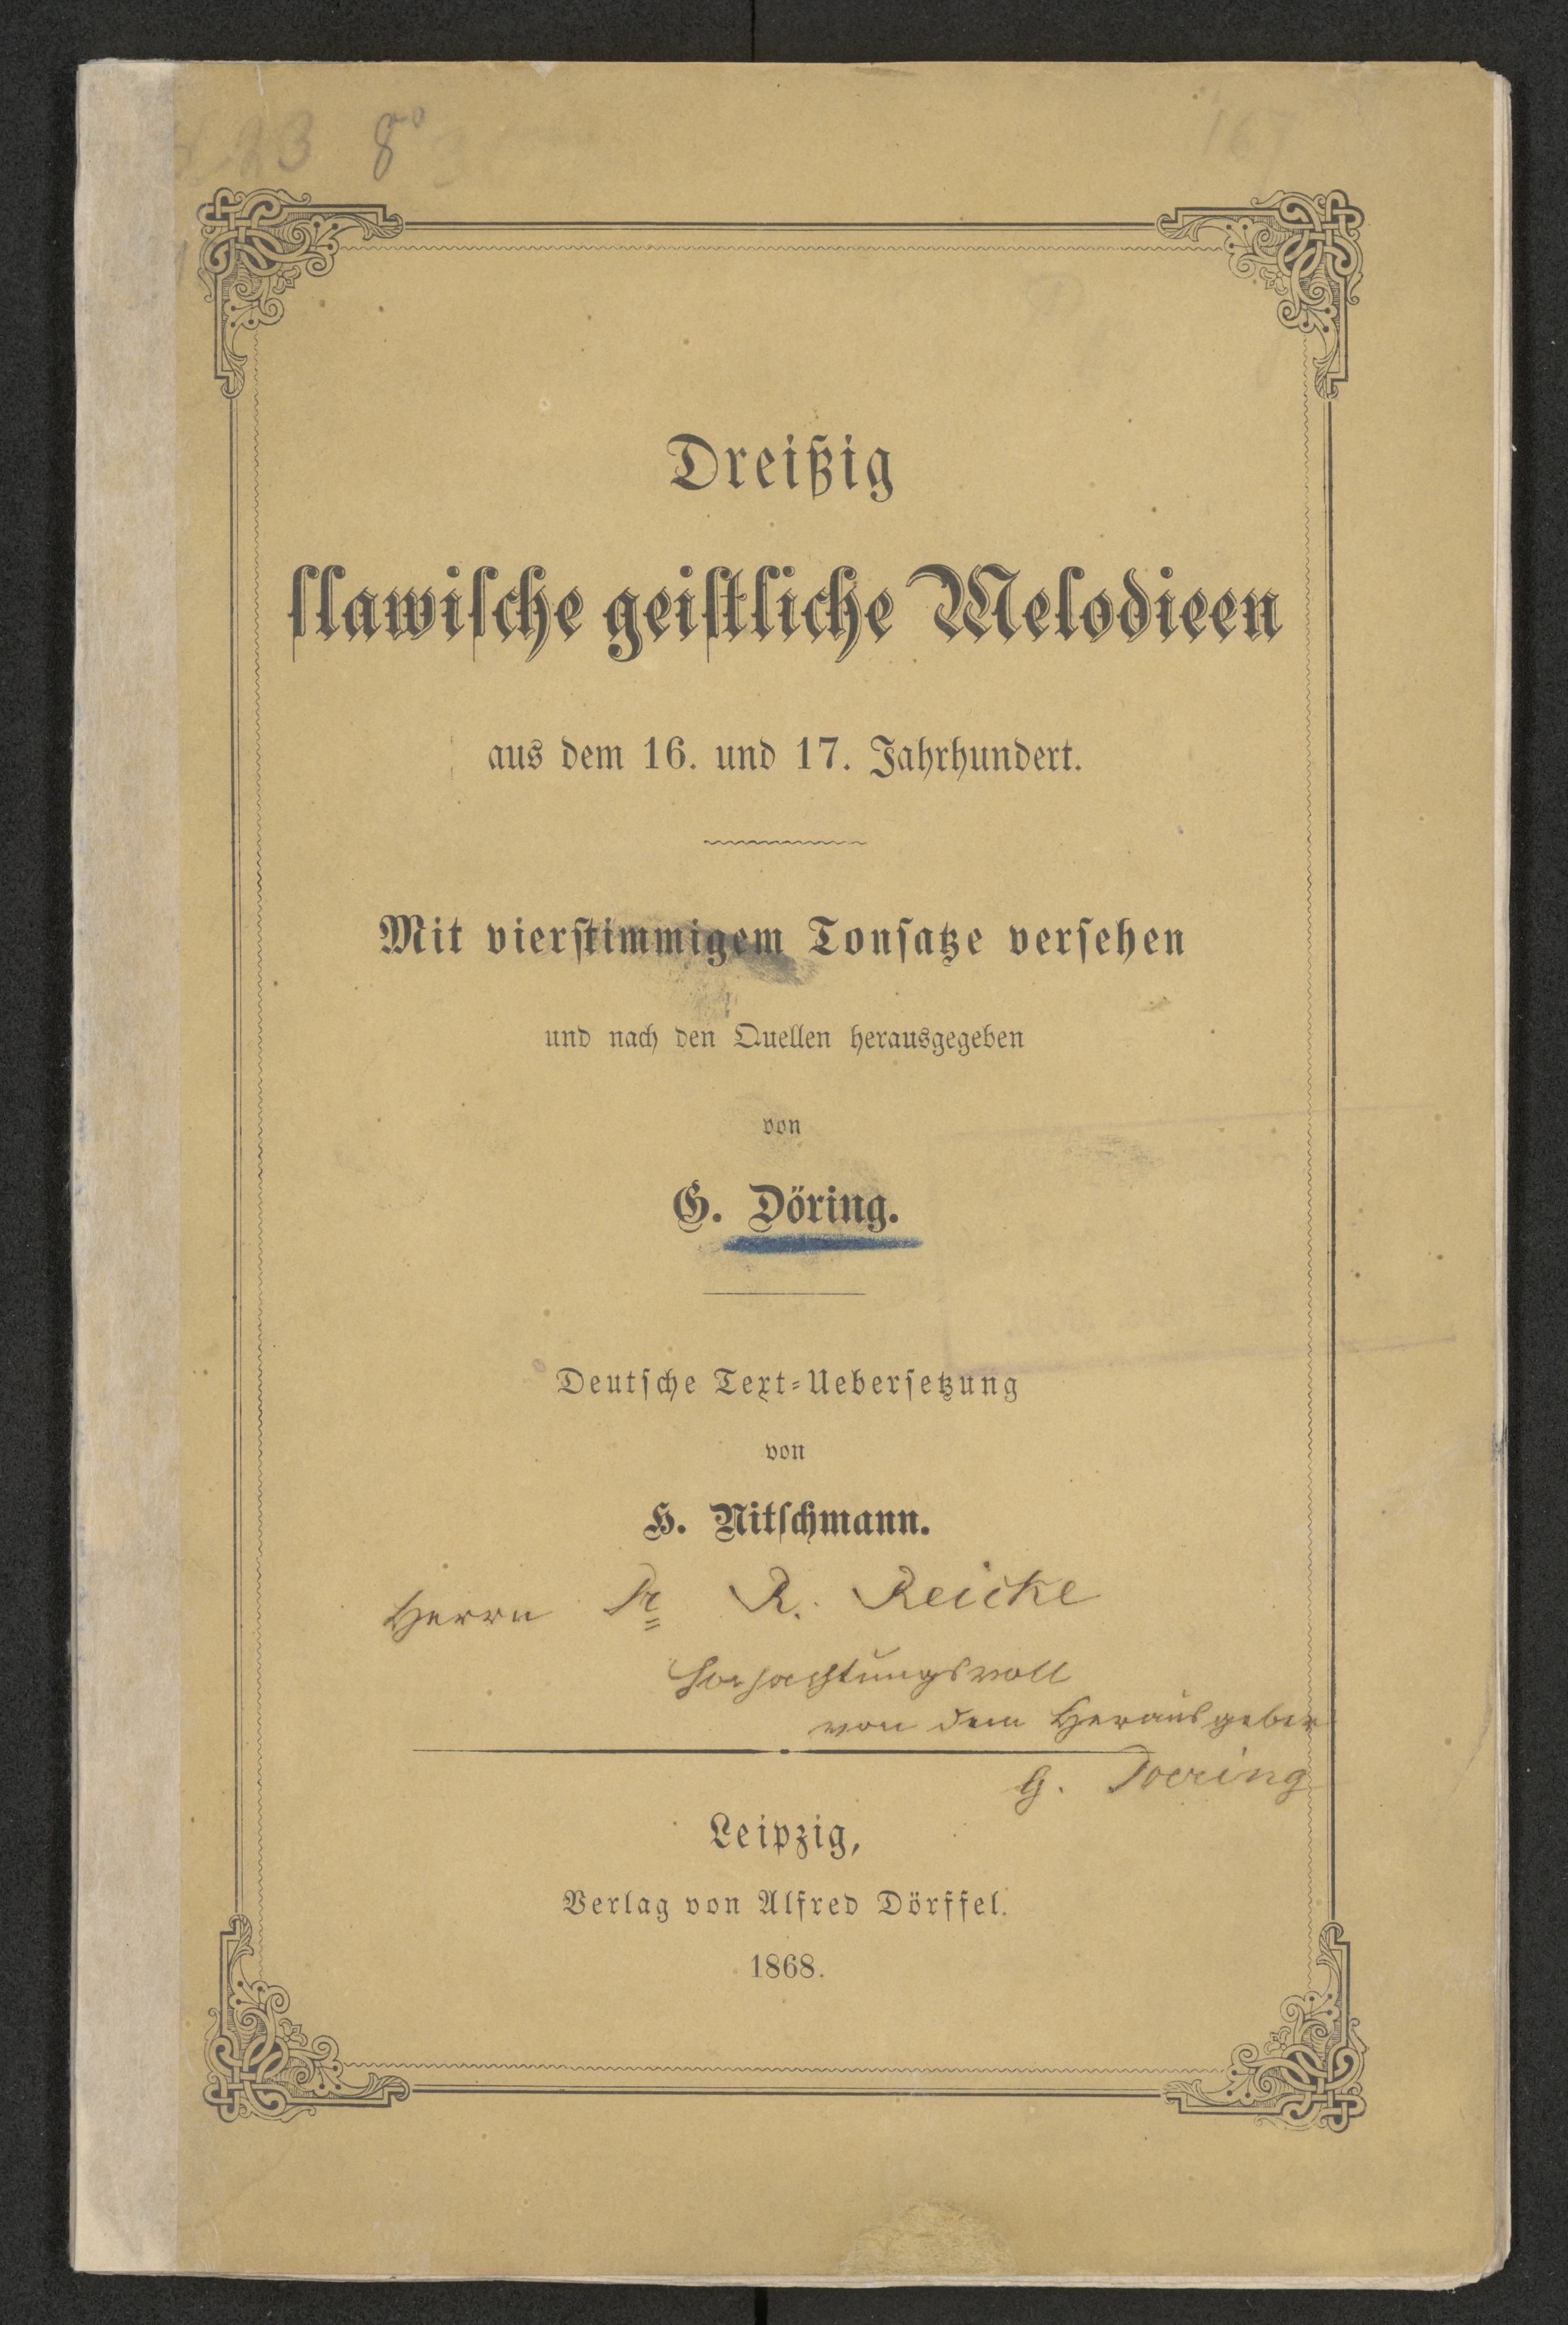 8°
167
Dreißig
slawische geistliche Melodieen
aus dem 16. und 17. Jahrhundert.
Mit vierstimmigem Tonsatze versehen
und nach den Quellen herausgegeben
von
G. Döring.
Deutsche Text-Uebersetzung
von
H. Nitschmann.
Herrn Dr R. Reicke
hochachtungsvoll
von dem Herausgeber
G. Doering
Leipzig,
Verlag von Alfred Dörffel.
1868.